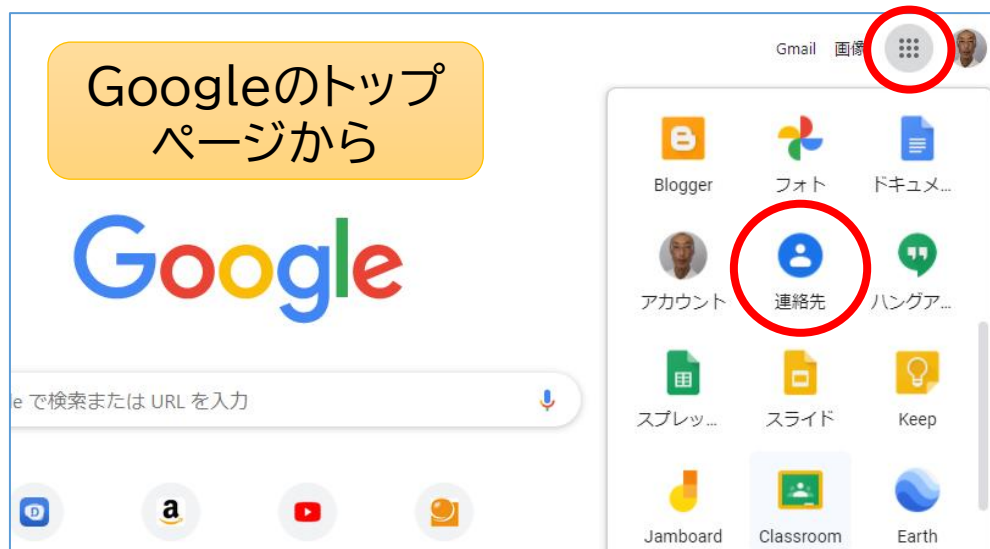 Googleのトップ
ページから
Gmail 画像
Blogger フォト ドキュメ...
Google
アカウント 連絡先 ハングア...
le で検索または URL を入力
スプレッ... スライド Keep
a
Jamboard Classroom Earth